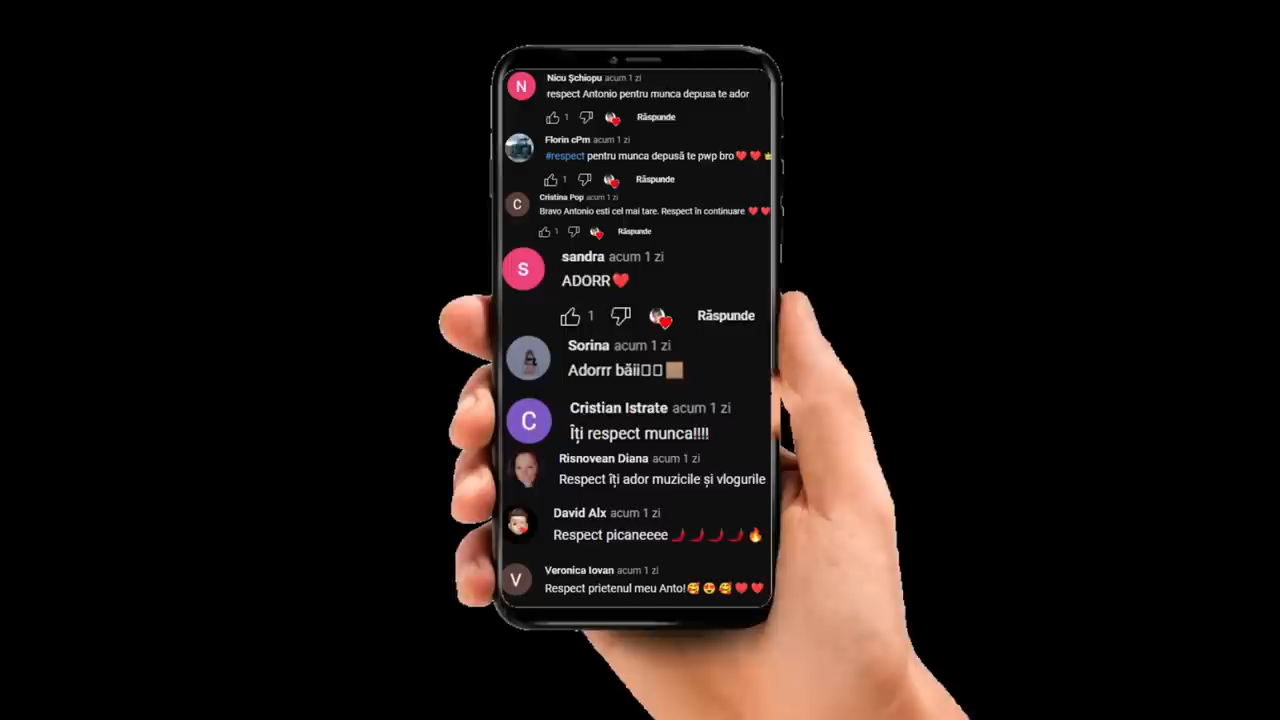 N
Nicu Șchiopu acum 1 zi
respect Antonio pentru munca depusa te ador
1 Răspunde
Florin cPm acum 1 zi
#respect pentru munca depusă te pwp bro❤️ ❤️
1 Răspunde
C
Cristina Pop acum 1 zi
Bravo Antonio esti cel mai tare. Respect în continuare ❤️ ❤️
1 Răspunde
S
sandra acum 1 zi
ADORR❤️
1 Răspunde
Sorina acum 1 zi
Adorrr băii
C
Cristian Istrate acum 1 zi
Îți respect munca!!!!
Risnovean Diana acum 1 zi
Respect îți ador muzicile și vlogurile
David Alx acum 1 zi
Respect picaneeee🌶️🌶️🌶️🌶️🔥
V
Veronica Iovan acum 1 zi
Respect prietenul meu Anto!🥰😍🥰❤️❤️